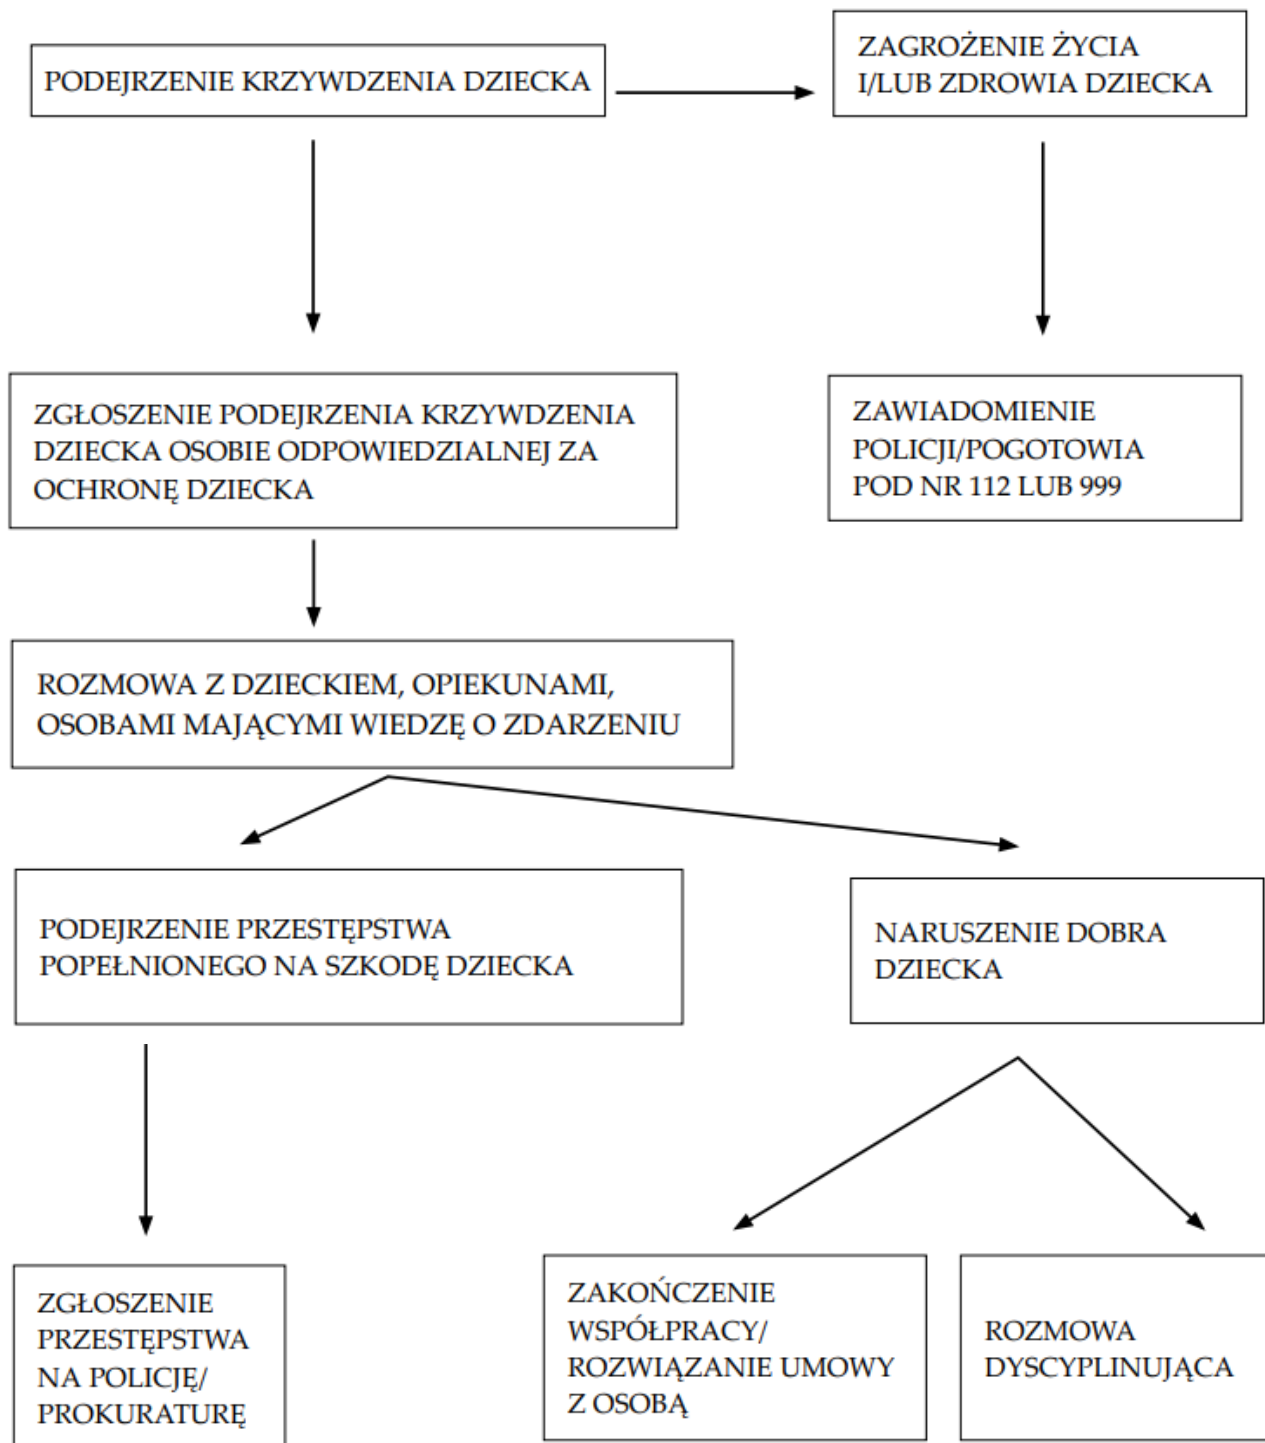 PODEJRZENIE KRZYWDZENIA DZIECKA
ZAGROŻENIE ŻYCIA
I/LUB ZDROWIA DZIECKA
ZGŁOSZENIE PODEJRZENIA KRZYWDZENIA
DZIECKA OSOBIE ODPOWIEDZIALNEJ ZA
OCHRONĘ DZIECKA
ZAWIADOMIENIE
POLICJI/POGOTOWIA
POD NR 112 LUB 999
ROZMOWA Z DZIECKIEM, OPIEKUNAMI,
OSOBAMI MAJĄCYMI WIEDZĘ O ZDARZENIU
PODEJRZENIE PRZESTĘPSTWA
POPEŁNIONEGO NA SZKODĘ DZIECKA
NARUSZENIE DOBRA
DZIECKA
ZGŁOSZENIE
PRZESTĘPSTWA
NA POLICJĘ/
PROKURATURĘ
ZAKOŃCZENIE
WSPÓŁPRACY/
ROZWIĄZANIE UMOWY
Z OSOBĄ
ROZMOWA
DYSCYPLINUJĄCA